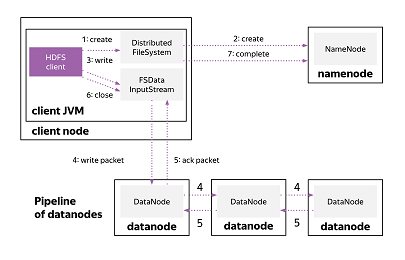 1: create
Distributed
FileSystem
2: create
HDFS
client
3: write
7: complete
NameNode
namenode
FSData
InputStream
6: close
client JVM
client node
4: write packet
5: ack packet
Pipeline
of datanodes
DataNode
4
DataNode
4
DataNode
5
5
datanode
datanode
datanode